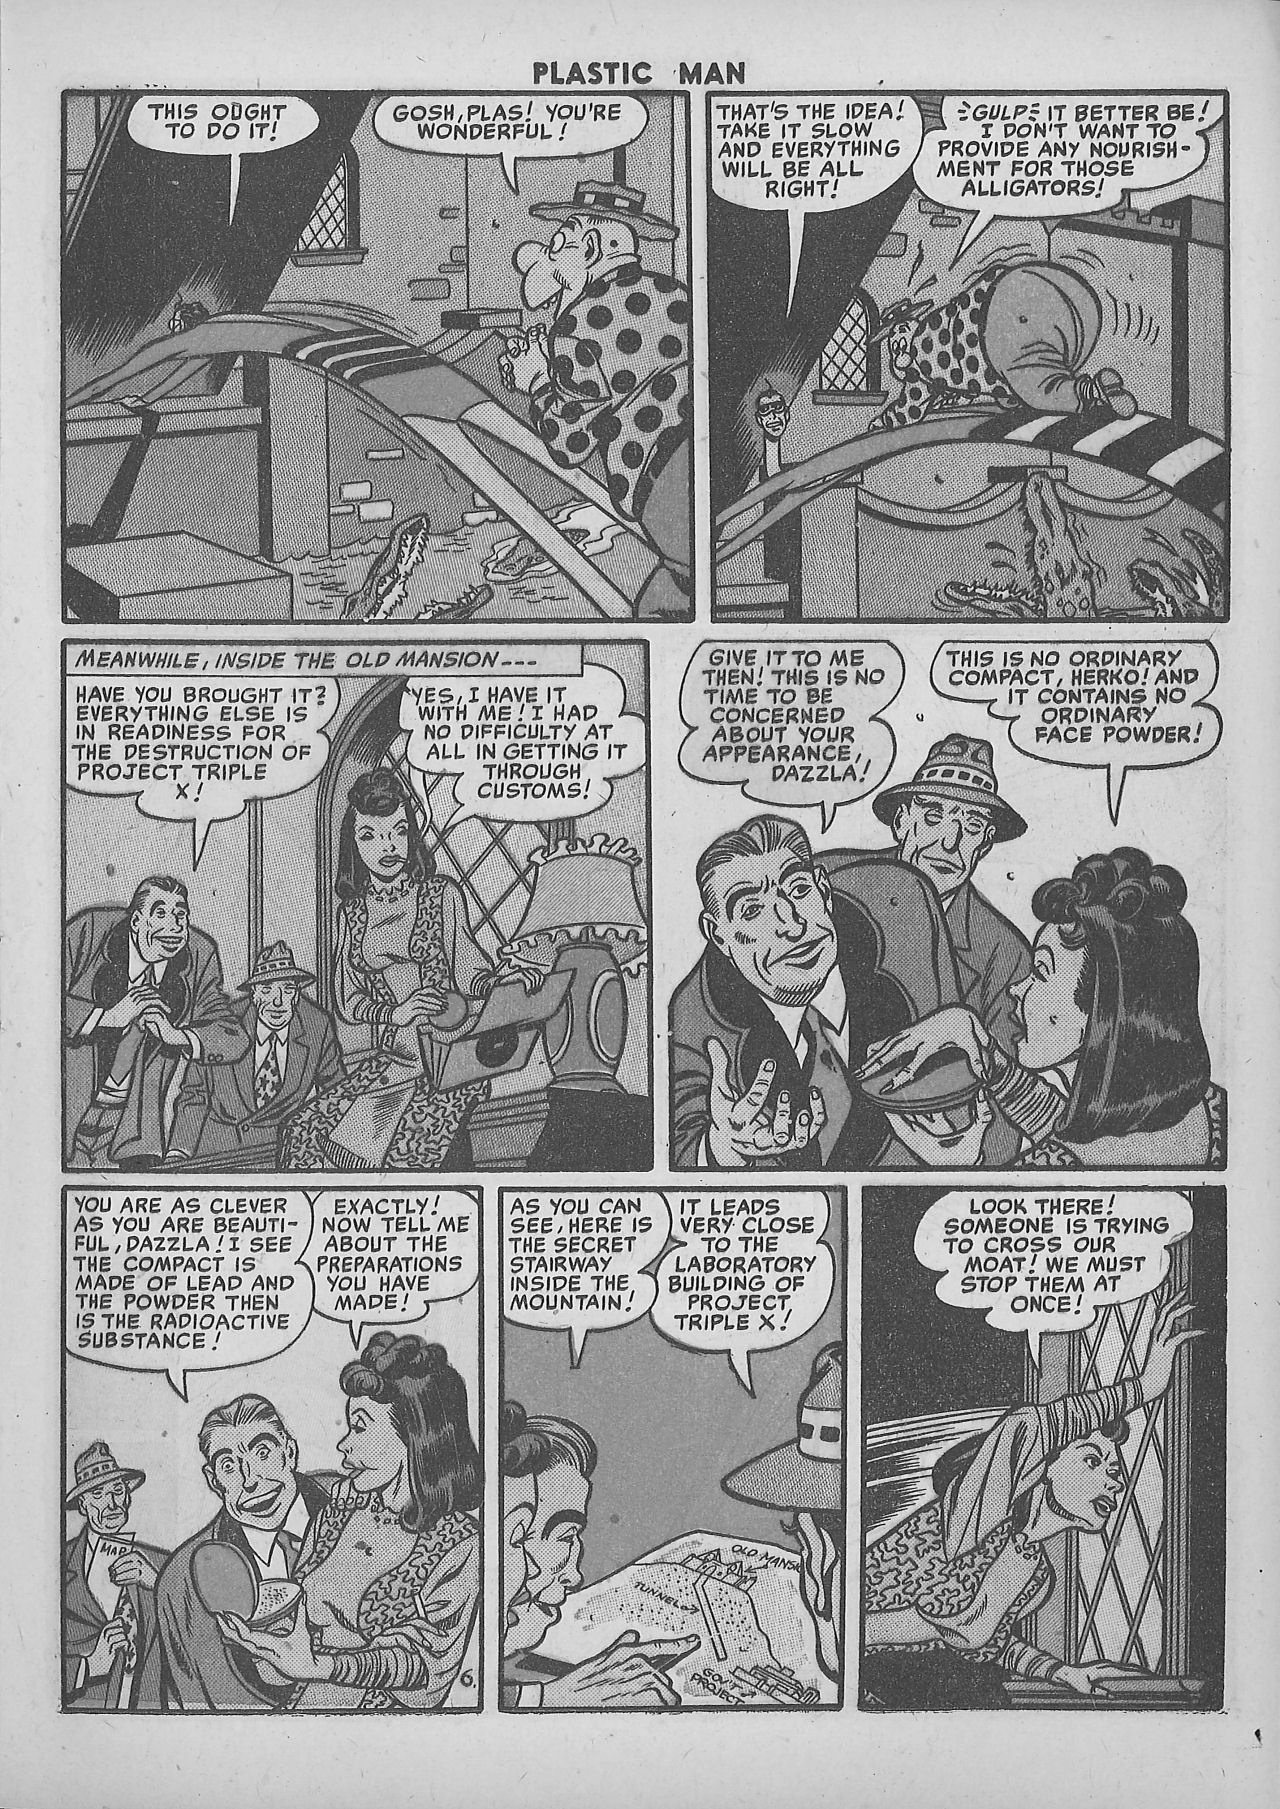 PLASTIC MAN
THIS OUGHT
TO DO IT!
GOSH, PLAS! YOU'RE
WONDERFUL!
THAT'S THE IDEA!
TAKE IT SLOW
AND EVERYTHING
WILL BE ALL
RIGHT!
GULP IT BETTER BE!
I DON'T WANT TO
PROVIDE ANY NOURISH-
MENT FOR THOSE
ALLIGATORS!
MEANWHILE, INSIDE THE OLD MANSION---
HAVE YOU BROUGHT IT?
EVERYTHING ELSE IS
IN READINESS FOR
THE DESTRUCTION OF
PROJECT TRIPLE
X!
YES, I HAVE IT
WITH ME! I HAD
NO DIFFICULTY AT
ALL IN GETTING IT
THROUGH
CUSTOMS!
GIVE IT TO ME
THEN! THIS IS NO
TIME TO BE
CONCERNED
ABOUT YOUR
APPEARANCE,
DAZZLA!
THIS IS NO ORDINARY
COMPACT, HERKO! AND
IT CONTAINS NO
ORDINARY
FACE POWDER!
YOU ARE AS CLEVER
AS YOU ARE BEAUTI-
FUL, DAZZLA! I SEE
THE COMPACT IS
MADE OF LEAD AND
THE POWDER THEN
IS THE RADIOACTIVE
SUBSTANCE!
EXACTLY!
NOW TELL ME
ABOUT THE
PREPARATIONS
YOU HAVE
MADE!
MAP
6.
AS YOU CAN
SEE, HERE IS
THE SECRET
STAIRWAY
INSIDE THE
MOUNTAIN!
IT LEADS
VERY CLOSE
TO THE
LABORATORY
BUILDING OF
PROJECT
TRIPLE X!
OLD MANSI
TUNNEL
GOV'T
PROJECT
LOOK THERE!
SOMEONE IS TRYING
TO CROSS OUR
MOAT! WE MUST
STOP THEM AT
ONCE!